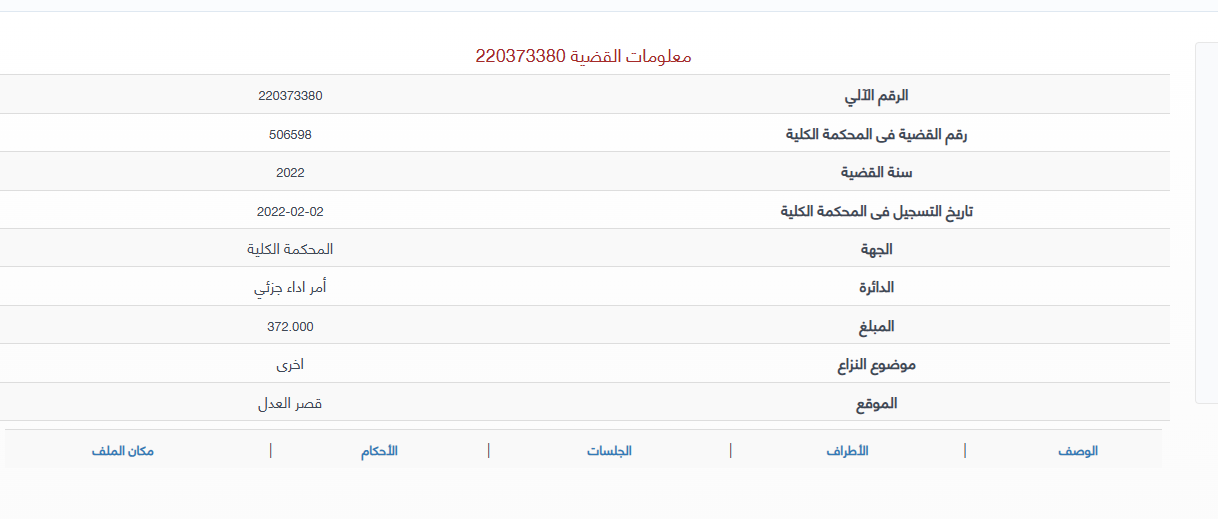 معلومات القضية 220373380
الرقم الآلي 220373380
رقم القضية فى المحكمة الكلية 506598
سنة القضية 2022
تاريخ التسجيل فى المحكمة الكلية 2022-02-02
الجهة المحكمة الكلية
الدائرة أمر اداء جزئي
المبلغ 372.000
موضوع النزاع اخرى
الموقع قصر العدل
الوصف | الأطراف | الجلسات | الأحكام | مكان الملف